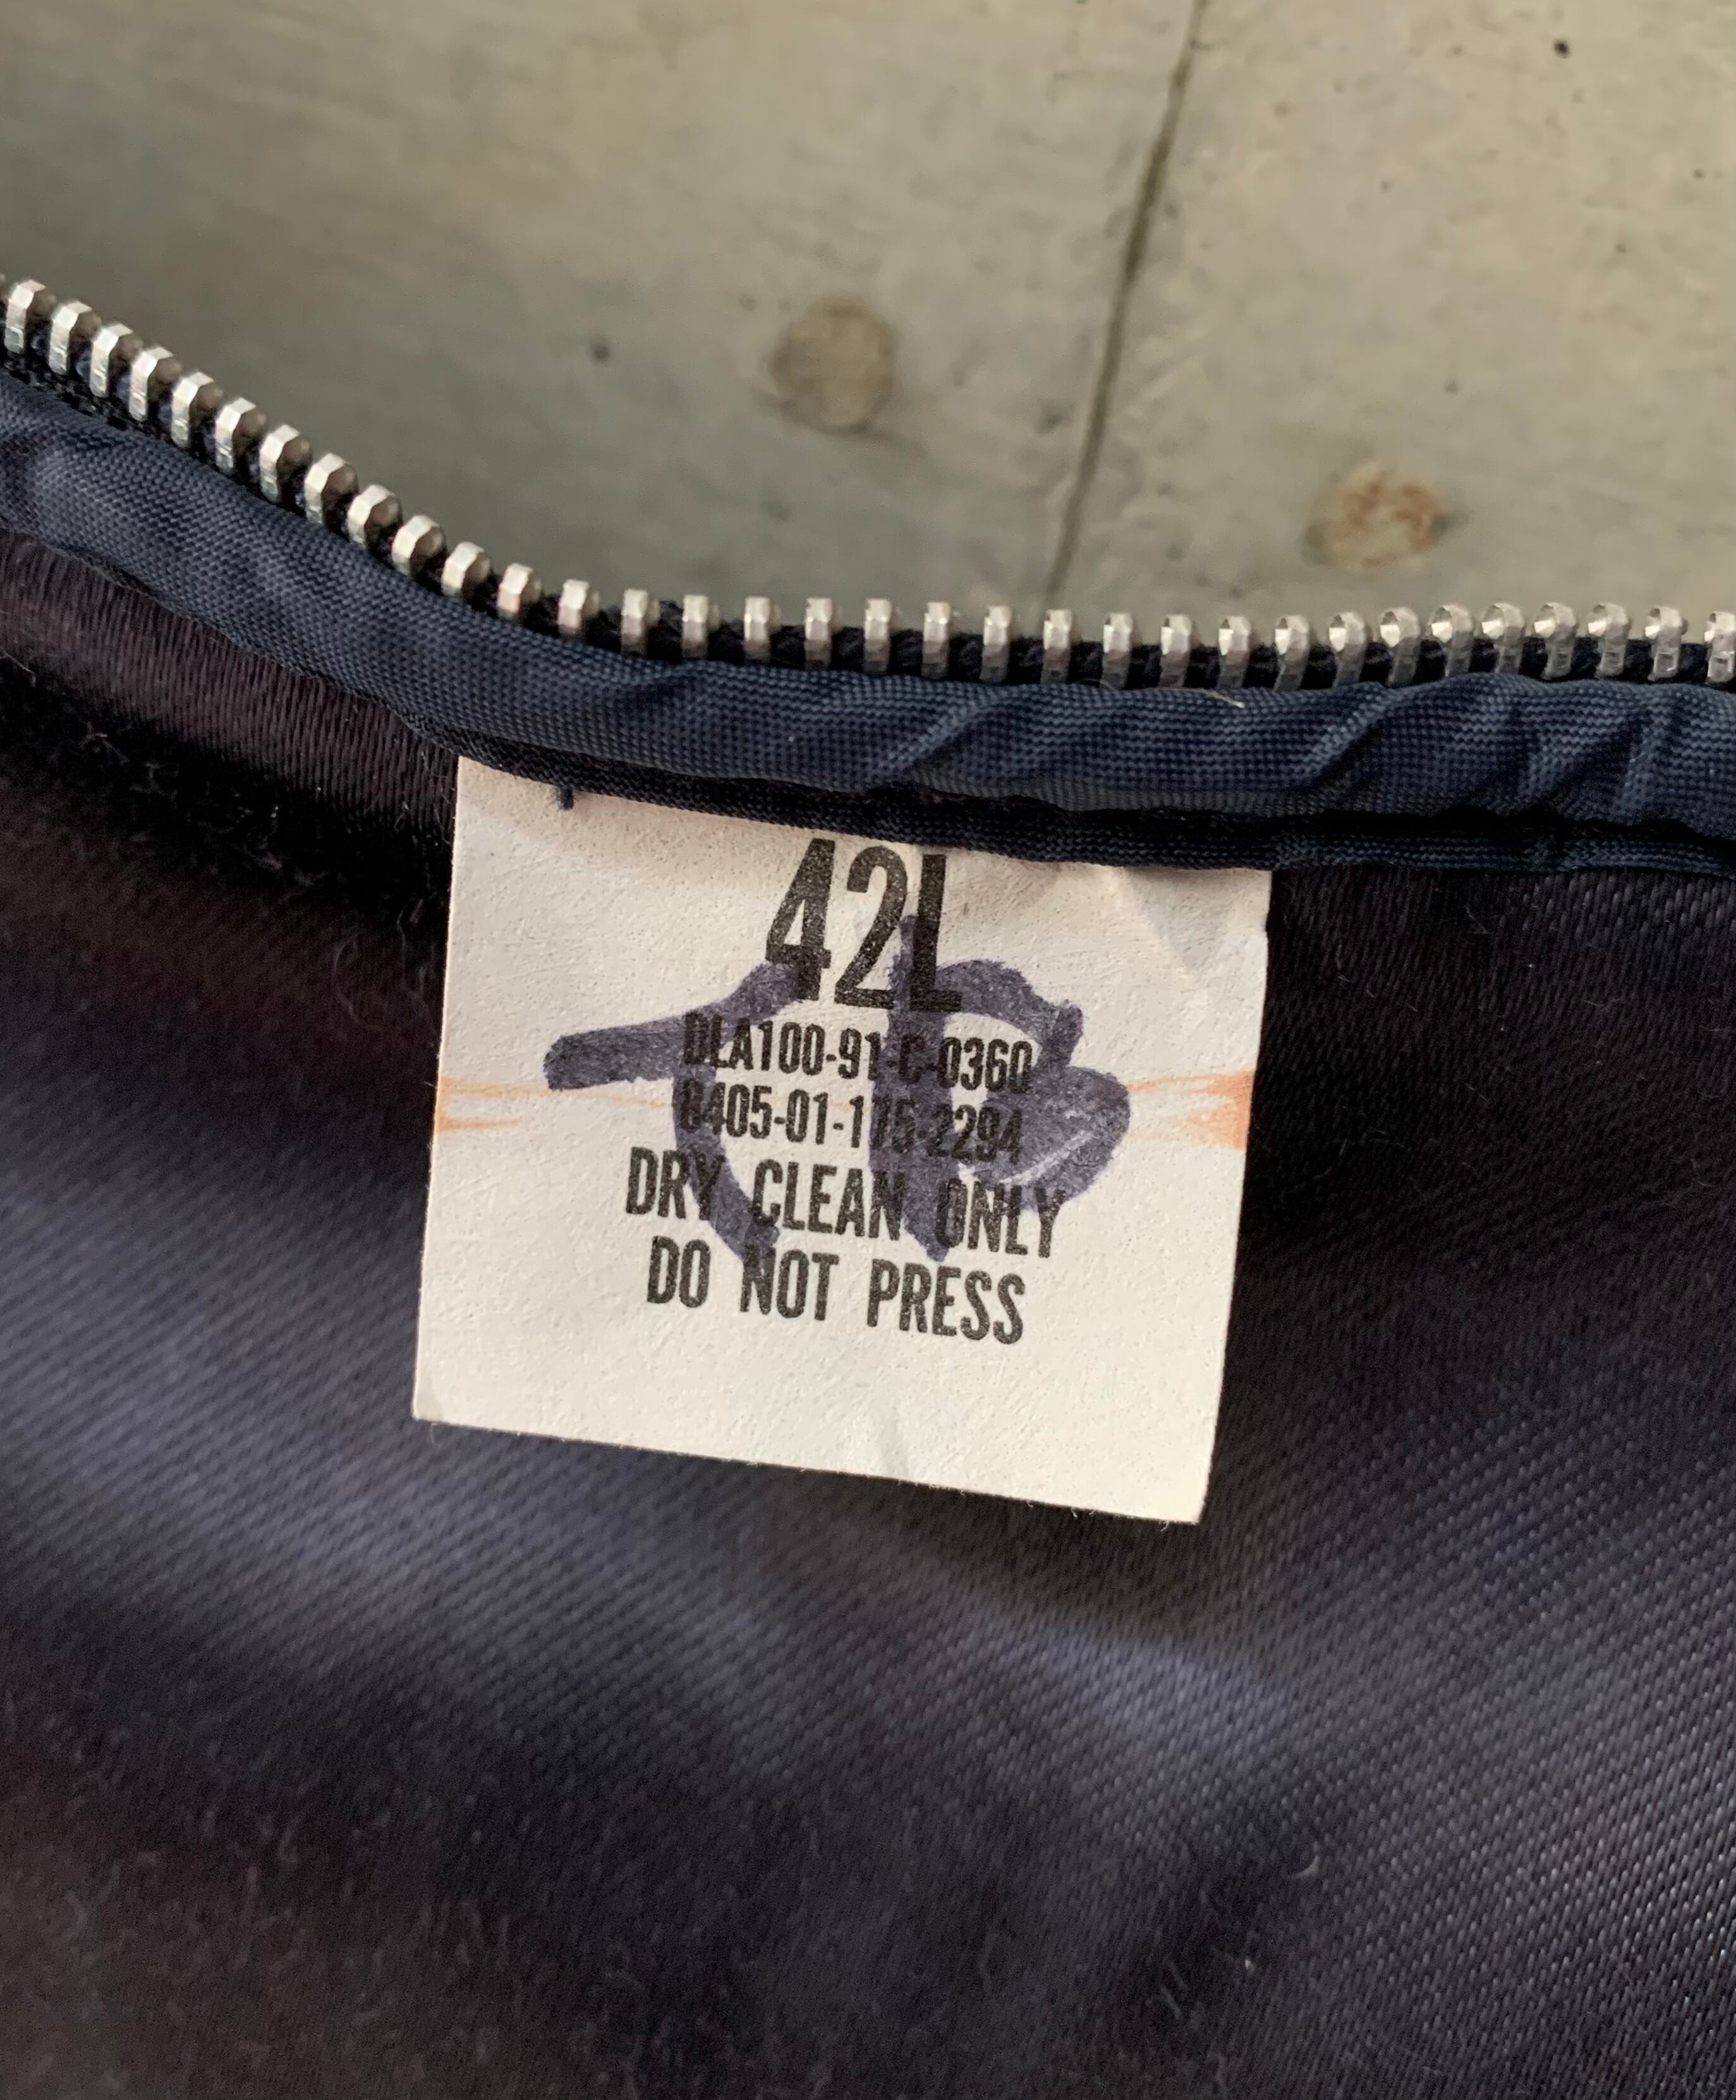 42L
DLA100-91-C-0360
8405-01-175-2294
DRY CLEAN ONLY
DO NOT PRESS